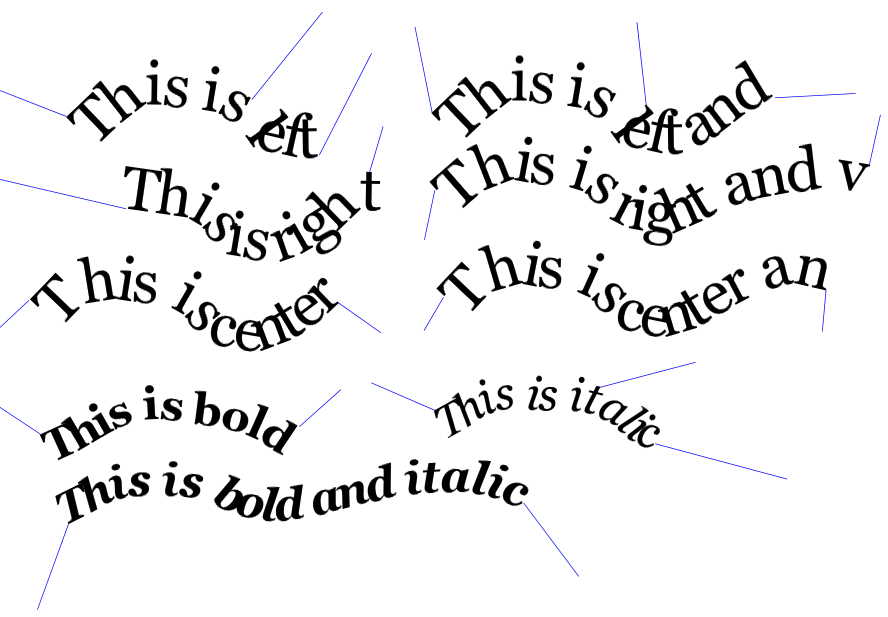 This is left
This is left and
This is right
This is right and v
This is center
This is center an
This is bold
This is italic
This is bold and italic